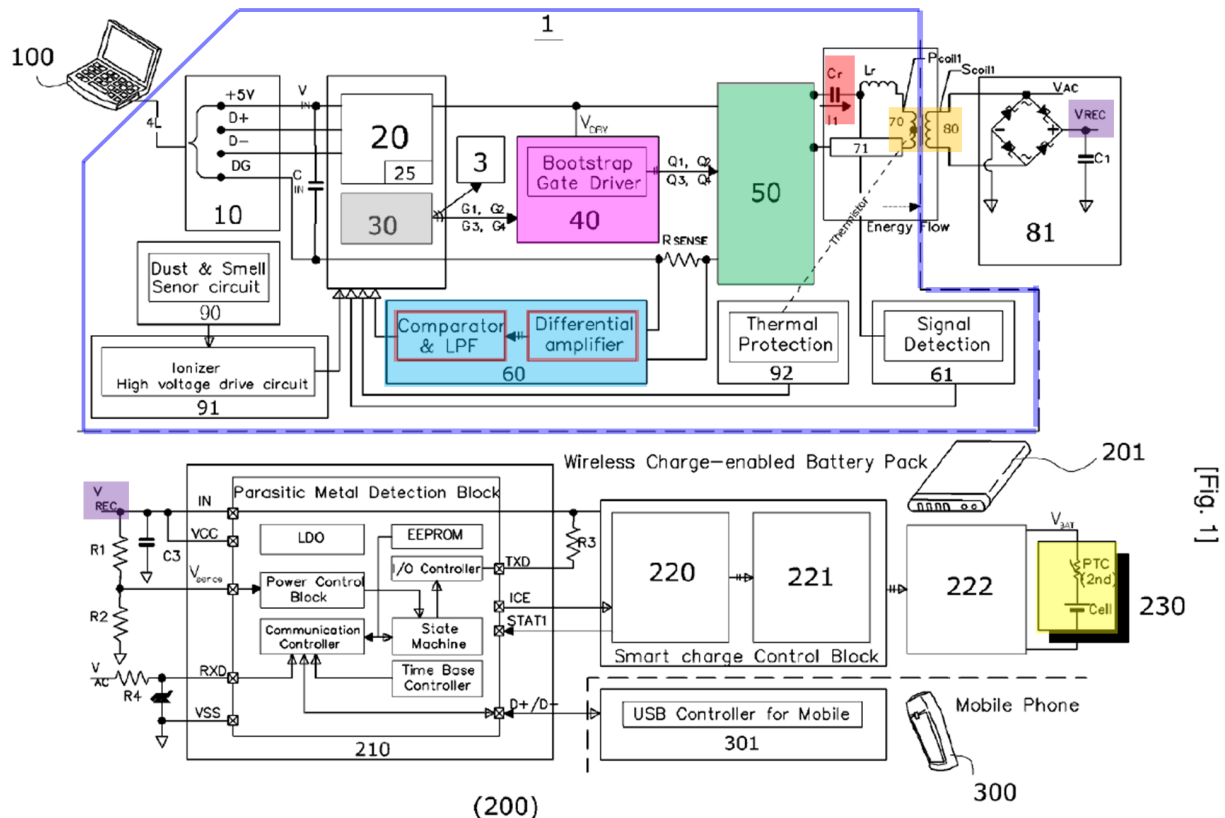 1
100
4L
+5V
D+
D-
DG
10
V IN
C IN
20
25
30
3
G1, G2
G3, G4
VDRV
Bootstrap
Gate Driver
40
Q1, Q2
Q3, Q4
50
RSENSE
Cr
I1
Lr
Pcoil1
Scoil1
70
71
80
Thermistor
Energy Flow
VAC
VREC
C1
81
Dust & Smell
Senor circuit
90
Ionizer
High voltage drive circuit
91
Comparator
& LPF
Differential
amplifier
60
Thermal
Protection
92
Signal
Detection
61
Wireless Charge-enabled Battery Pack
201
[Fig. 1]
V REC
R1
R2
C3
Vsence
V AC
R4
IN
VCC
RXD
VSS
Parasitic Metal Detection Block
LDO
EEPROM
I/O Controller
Power Control
Block
Communication
Controller
State
Machine
Time Base
Controller
TXD
R3
ICE
STAT1
D+/D-
210
220
221
Smart charge Control Block
222
VBAT
PTC
(2nd)
Cell
230
USB Controller for Mobile
301
Mobile Phone
300
(200)